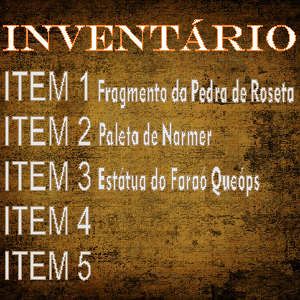 INVENTÁRIO
ITEM 1 Fragmento da Pedra de Roseta
ITEM 2 Paleta de Narmer
ITEM 3 Estátua do Farao Queóps
ITEM 4
ITEM 5